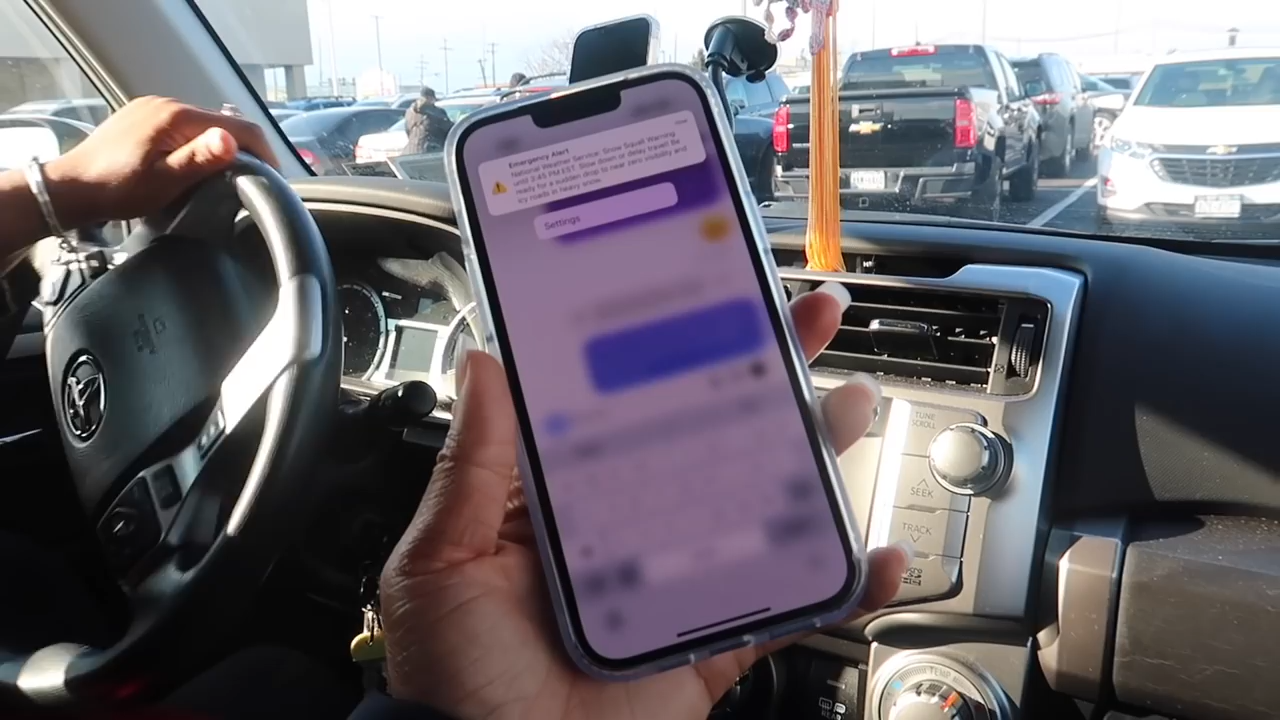 Emergency Alert
National Weather Service: Snow Squall Warning
until 3:45 PM EST. Slow down or delay travel! Be
ready for a sudden drop to near zero visibility and
icy roads in heavy snow.
Settings
TUNE
SCROLL
SEEK
TRACK
TEMP
REAR